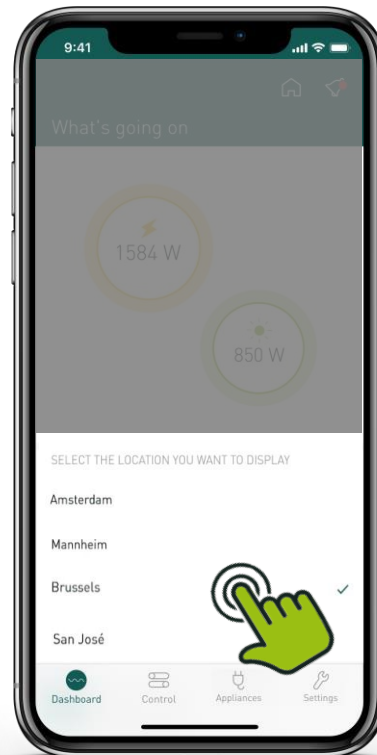 9:41
What's going on
1584 W
850 W
SELECT THE LOCATION YOU WANT TO DISPLAY
Amsterdam
Mannheim
Brussels
San José
Dashboard Control Appliances Settings